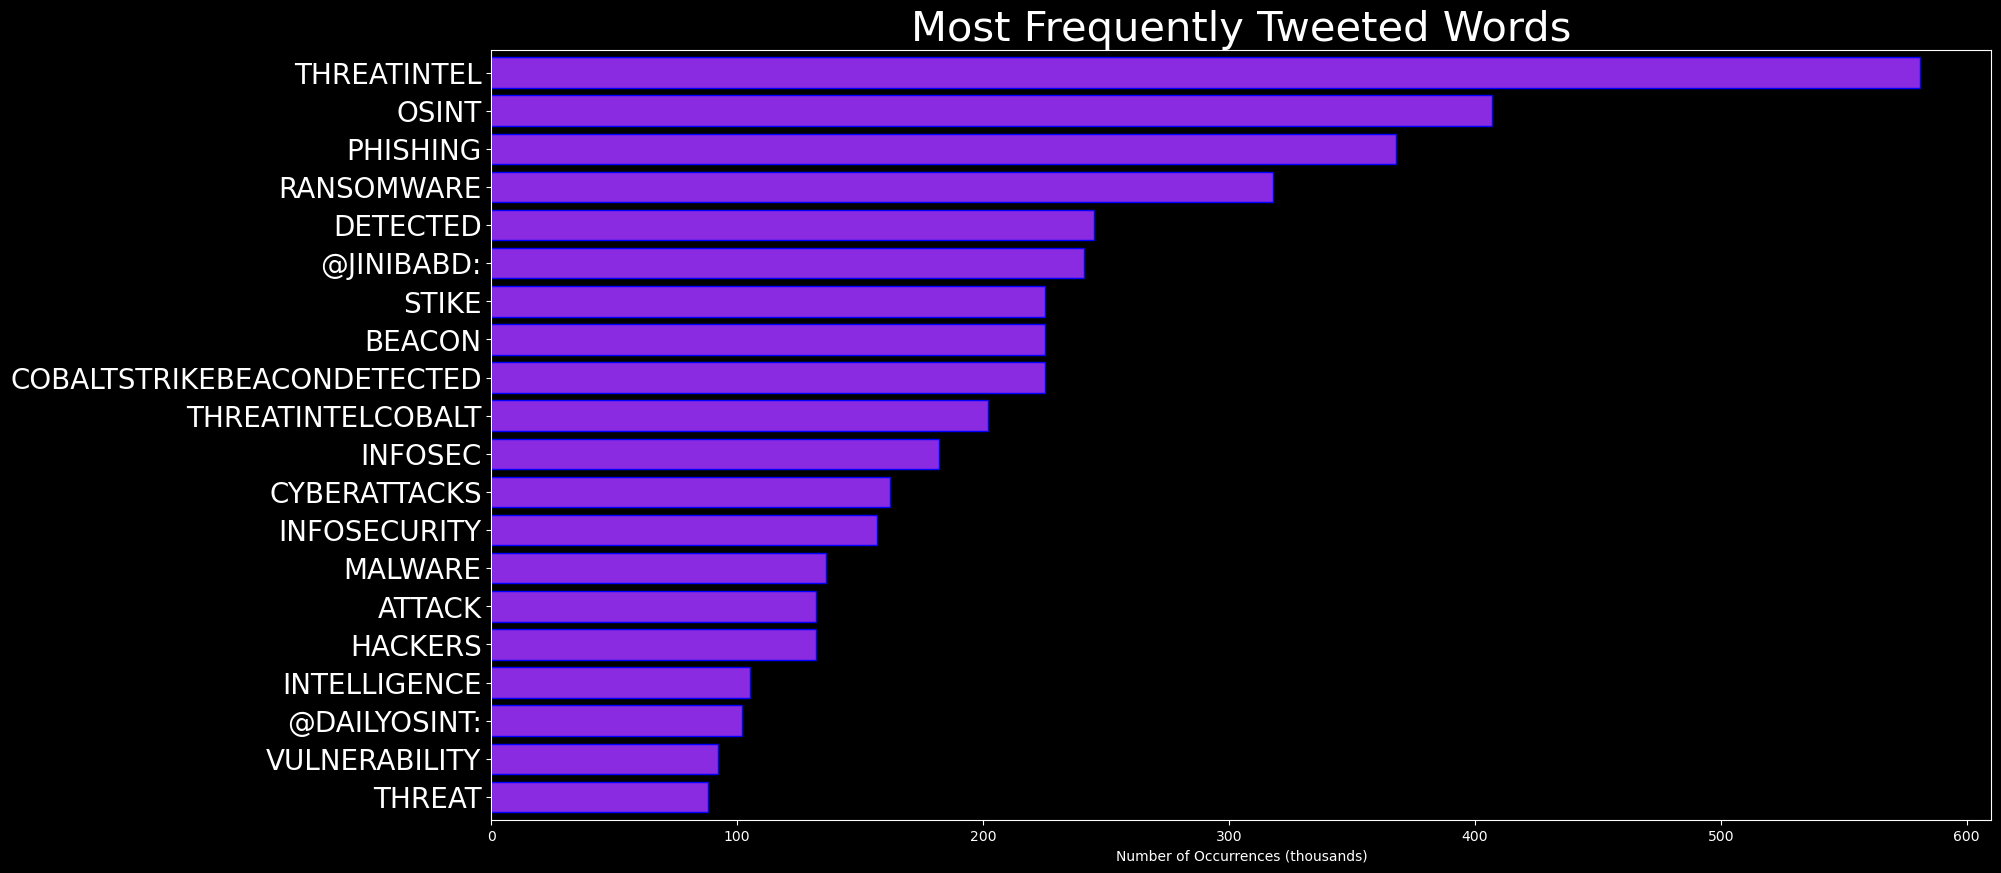 Most Frequently Tweeted Words
THREATINTEL
OSINT
PHISHING
RANSOMWARE
DETECTED
@JINIBABD:
STIKE
BEACON
COBALTSTRIKEBEACONDETECTED
THREATINTELCOBALT
INFOSEC
CYBERATTACKS
INFOSECURITY
MALWARE
ATTACK
HACKERS
INTELLIGENCE
@DAILYOSINT:
VULNERABILITY
THREAT
0 100 200 300 400 500 600
Number of Occurrences (thousands)